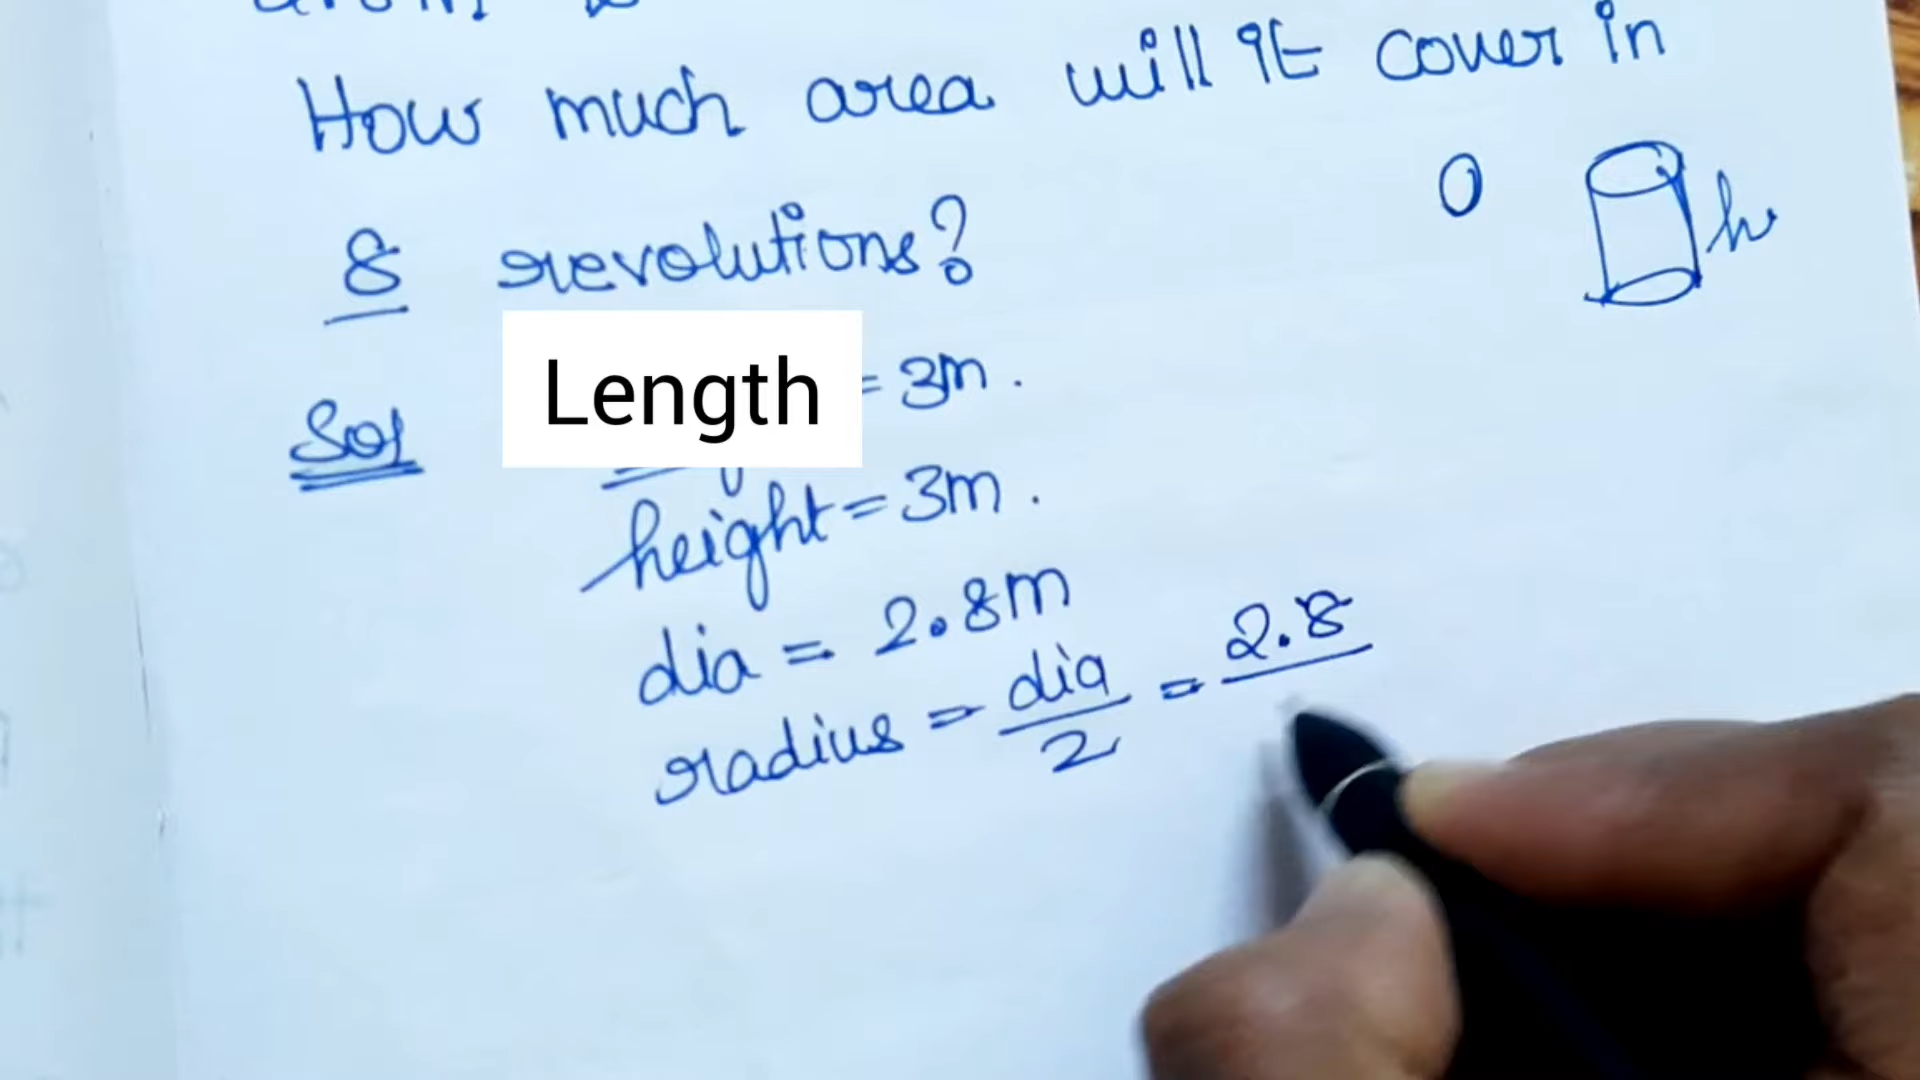 How much area will it cover in
8 revolutions?
h
Sol
Length = 3m.
height = 3m.
dia = 2.8m
radius = dia/2 = 2.8